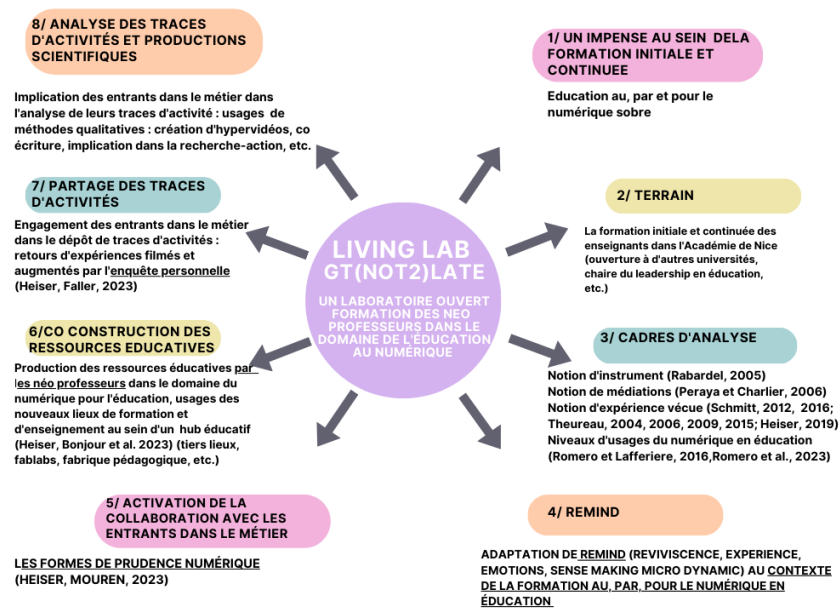 8/ ANALYSE DES TRACES
D'ACTIVITÉS ET PRODUCTIONS
SCIENTIFIQUES
Implication des entrants dans le métier dans
l'analyse de leurs traces d'activité : usages de
méthodes qualitatives : création d'hypervidéos, co
écriture, implication dans la recherche-action, etc.
7/ PARTAGE DES TRACES
D'ACTIVITÉS
Engagement des entrants dans le métier
dans le dépôt de traces d'activités :
retours d'expériences filmés et
augmentés par l'enquête personnelle
(Heiser, Faller, 2023)
6/CO CONSTRUCTION DES
RESSOURCES EDUCATIVES
Production des ressources éducatives par
les néo professeurs dans le domaine du
numérique pour l'éducation, usages des
nouveaux lieux de formation et
d'enseignement au sein d'un hub éducatif
(Heiser, Bonjour et al. 2023) (tiers lieux,
fablabs, fabrique pédagogique, etc.)
5/ ACTIVATION DE LA
COLLABORATION AVEC LES
ENTRANTS DANS LE MÉTIER
LES FORMES DE PRUDENCE NUMÉRIQUE
(HEISER, MOUREN, 2023)
LIVING LAB
GT(NOT2)LATE
UN LABORATOIRE OUVERT
FORMATION DES NEO
PROFESSEURS DANS LE
DOMAINE DE L'ÉDUCATION
AU NUMÉRIQUE
1/ UN IMPENSE AU SEIN DELA
FORMATION INITIALE ET
CONTINUEE
Education au, par et pour le
numérique sobre
2/ TERRAIN
La formation initiale et continuée des
enseignants dans l'Académie de Nice
(ouverture à d'autres universités,
chaire du leadership en éducation,
etc.)
3/ CADRES D'ANALYSE
Notion d'instrument (Rabardel, 2005)
Notion de médiations (Peraya et Charlier, 2006)
Notion d'expérience vécue (Schmitt, 2012, 2016;
Theureau, 2004, 2006, 2009, 2015; Heiser, 2019)
Niveaux d'usages du numérique en éducation
(Romero et Lafferiere, 2016,Romero et al., 2023)
4/ REMIND
ADAPTATION DE REMIND (REVIVISCENCE, EXPERIENCE,
EMOTIONS, SENSE MAKING MICRO DYNAMIC) AU CONTEXTE
DE LA FORMATION AU, PAR, POUR LE NUMÉRIQUE EN
ÉDUCATION